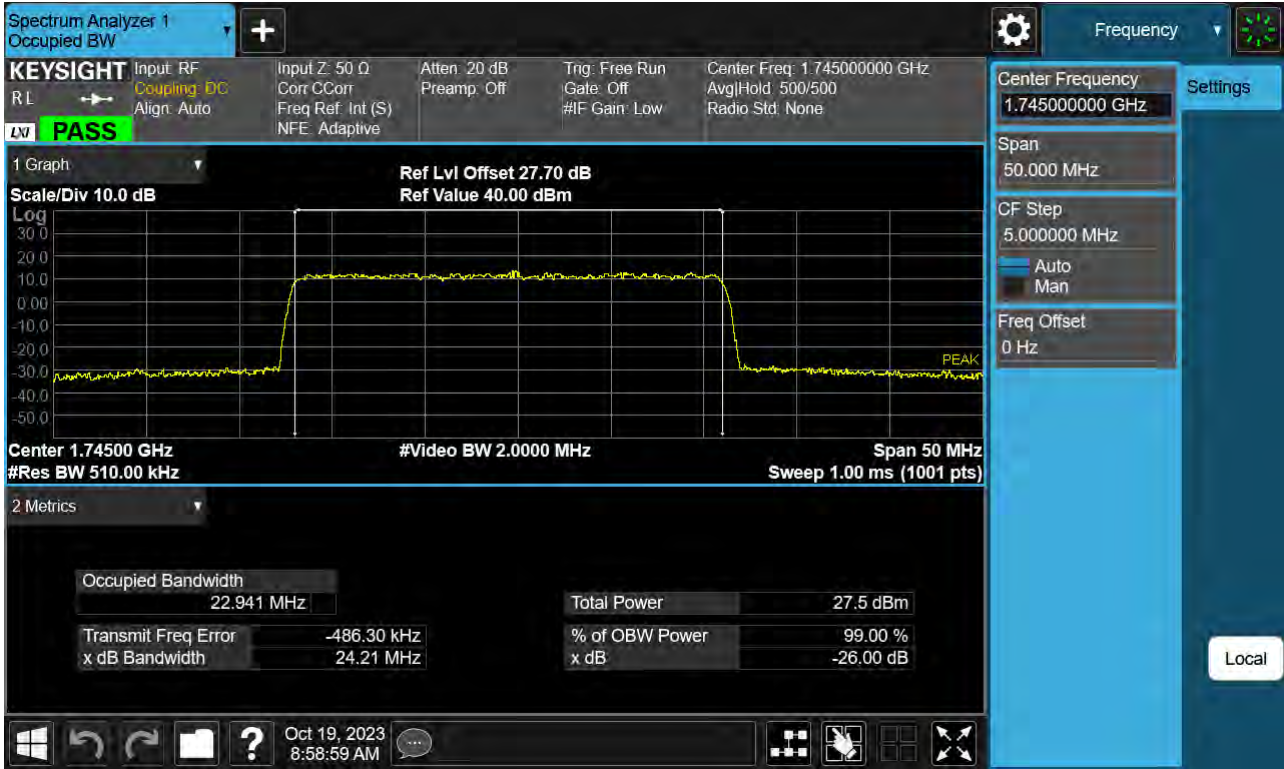 Spectrum Analyzer 1
Occupied BW
+
Frequency
KEYSIGHT
R L
LXI
PASS
Input: RF
Coupling: DC
Align: Auto
Input Z: 50 Ω
Corr CCorr
Freq Ref: Int (S)
NFE: Adaptive
Atten: 20 dB
Preamp: Off
Trig: Free Run
Gate: Off
#IF Gain: Low
Center Freq: 1.745000000 GHz
Avg|Hold: 500/500
Radio Std: None
Center Frequency
1.745000000 GHz
Settings
Span
50.000 MHz
CF Step
5.000000 MHz
Auto
Man
Freq Offset
0 Hz
Local
1 Graph
Scale/Div 10.0 dB
Ref Lvl Offset 27.70 dB
Ref Value 40.00 dBm
Log
30.0
20.0
10.0
0.00
-10.0
-20.0
-30.0
-40.0
-50.0
PEAK
Center 1.74500 GHz
#Video BW 2.0000 MHz
Span 50 MHz
#Res BW 510.00 kHz
Sweep 1.00 ms (1001 pts)
2 Metrics
Occupied Bandwidth
22.941 MHz
Total Power 27.5 dBm
Transmit Freq Error -486.30 kHz
% of OBW Power 99.00 %
x dB Bandwidth 24.21 MHz
x dB -26.00 dB
?
Oct 19, 2023
8:58:59 AM